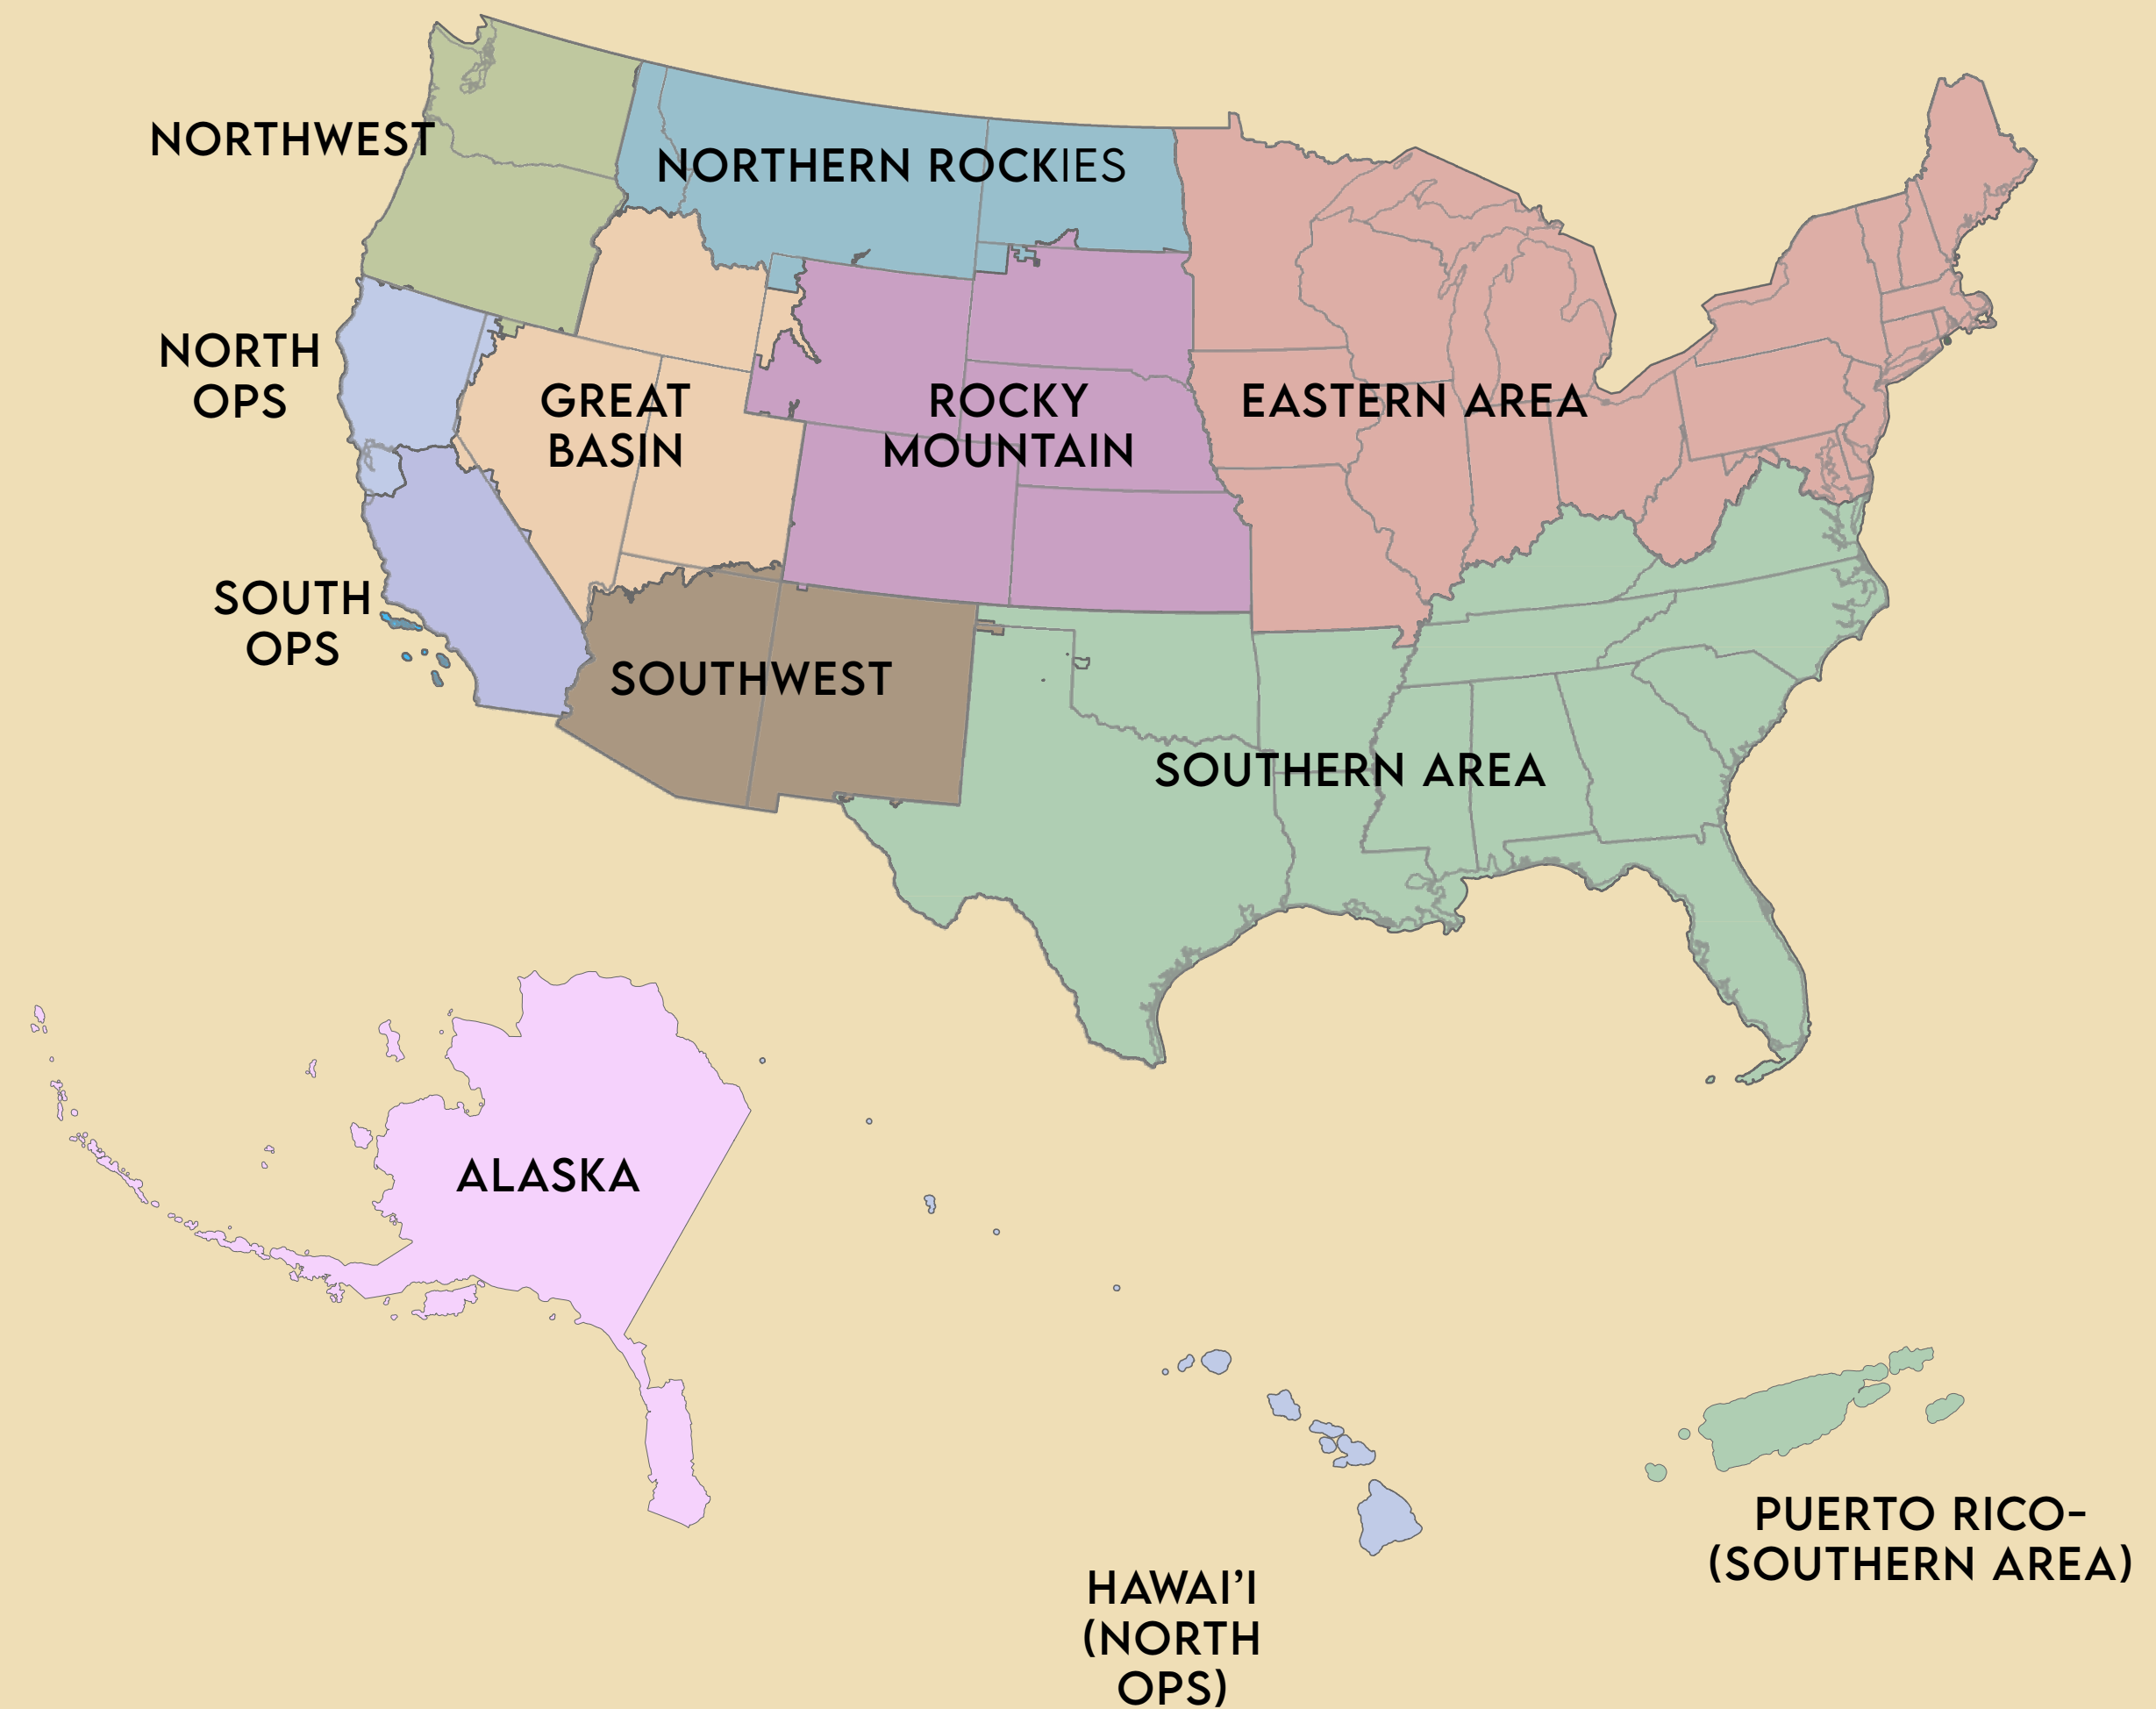 NORTHWEST
NORTHERN ROCKIES
NORTH
OPS
GREAT
BASIN
ROCKY
MOUNTAIN
EASTERN AREA
SOUTH
OPS
SOUTHWEST
SOUTHERN AREA
ALASKA
HAWAI’I
(NORTH
OPS)
PUERTO RICO-
(SOUTHERN AREA)